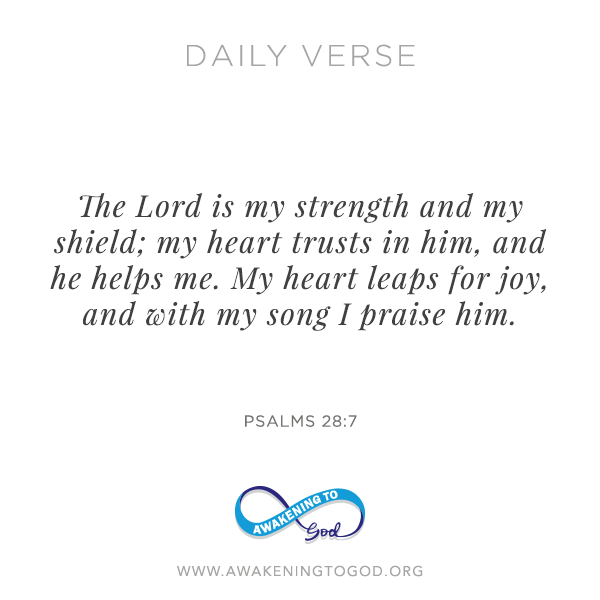 DAILY VERSE
The Lord is my strength and my
shield; my heart trusts in him, and
he helps me. My heart leaps for joy,
and with my song I praise him.
PSALMS 28:7
AWAKENING TO
God
WWW.AWAKENINGTOGOD.ORG